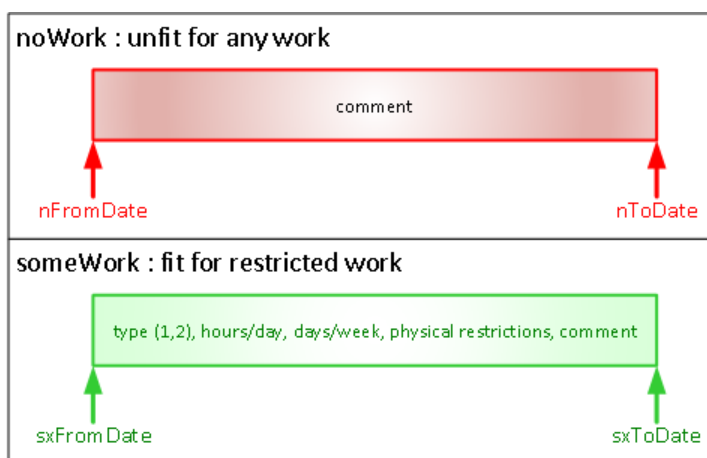 noWork : unfit for any work
comment
nFromDate nToDate
someWork : fit for restricted work
type (1,2), hours/day, days/week, physical restrictions, comment
sxFromDate sxToDate